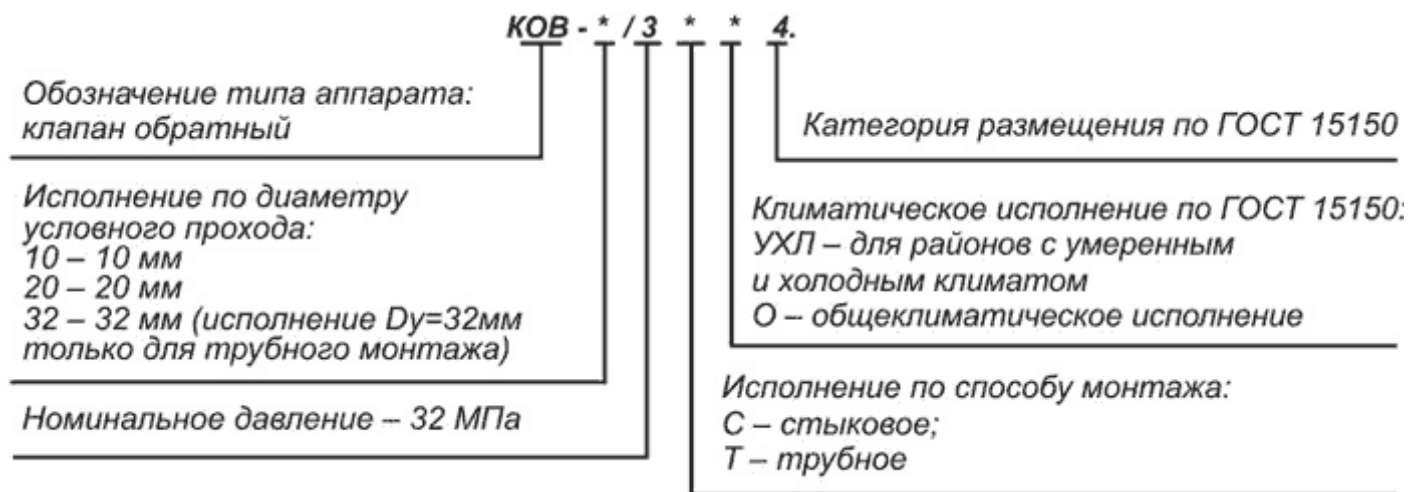 КОВ - * / 3 * * 4.
Обозначение типа аппарата:
клапан обратный
Исполнение по диаметру
условного прохода:
10 – 10 мм
20 – 20 мм
32 – 32 мм (исполнение Dy=32мм
только для трубного монтажа)
Номинальное давление – 32 МПа
Категория размещения по ГОСТ 15150
Климатическое исполнение по ГОСТ 15150:
УХЛ – для районов с умеренным
и холодным климатом
О – общеклиматическое исполнение
Исполнение по способу монтажа:
С – стыковое;
Т – трубное